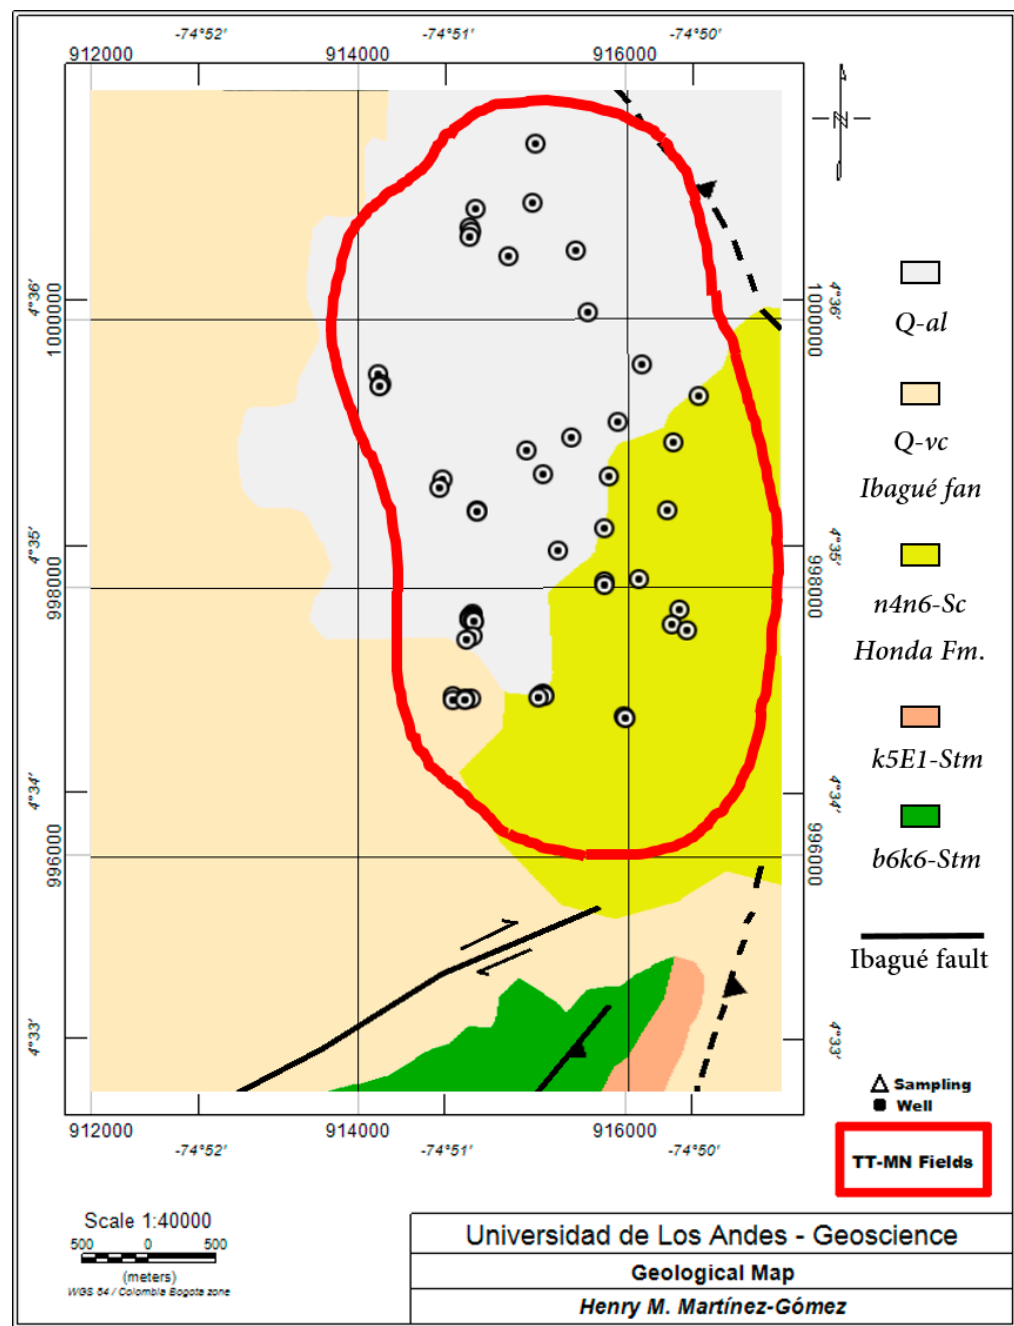 -74°52' -74°51' -74°50'
912000 914000 916000
N
4°36' 1000000 1000000 4°36'
Q-al
Q-vc
Ibagué fan
4°35' 998000 998000 4°35'
n4n6-Sc
Honda Fm.
k5E1-Stm
4°34' 996000 996000 4°34'
b6k6-Stm
Ibagué fault
4°33' 4°33'
Sampling
Well
912000 914000 916000
-74°52' -74°51' -74°50'
TT-MN Fields
Scale 1:40000
500 0 500
(meters)
WGS 84 / Colombia Bogota zone
Universidad de Los Andes - Geoscience
Geological Map
Henry M. Martínez-Gómez